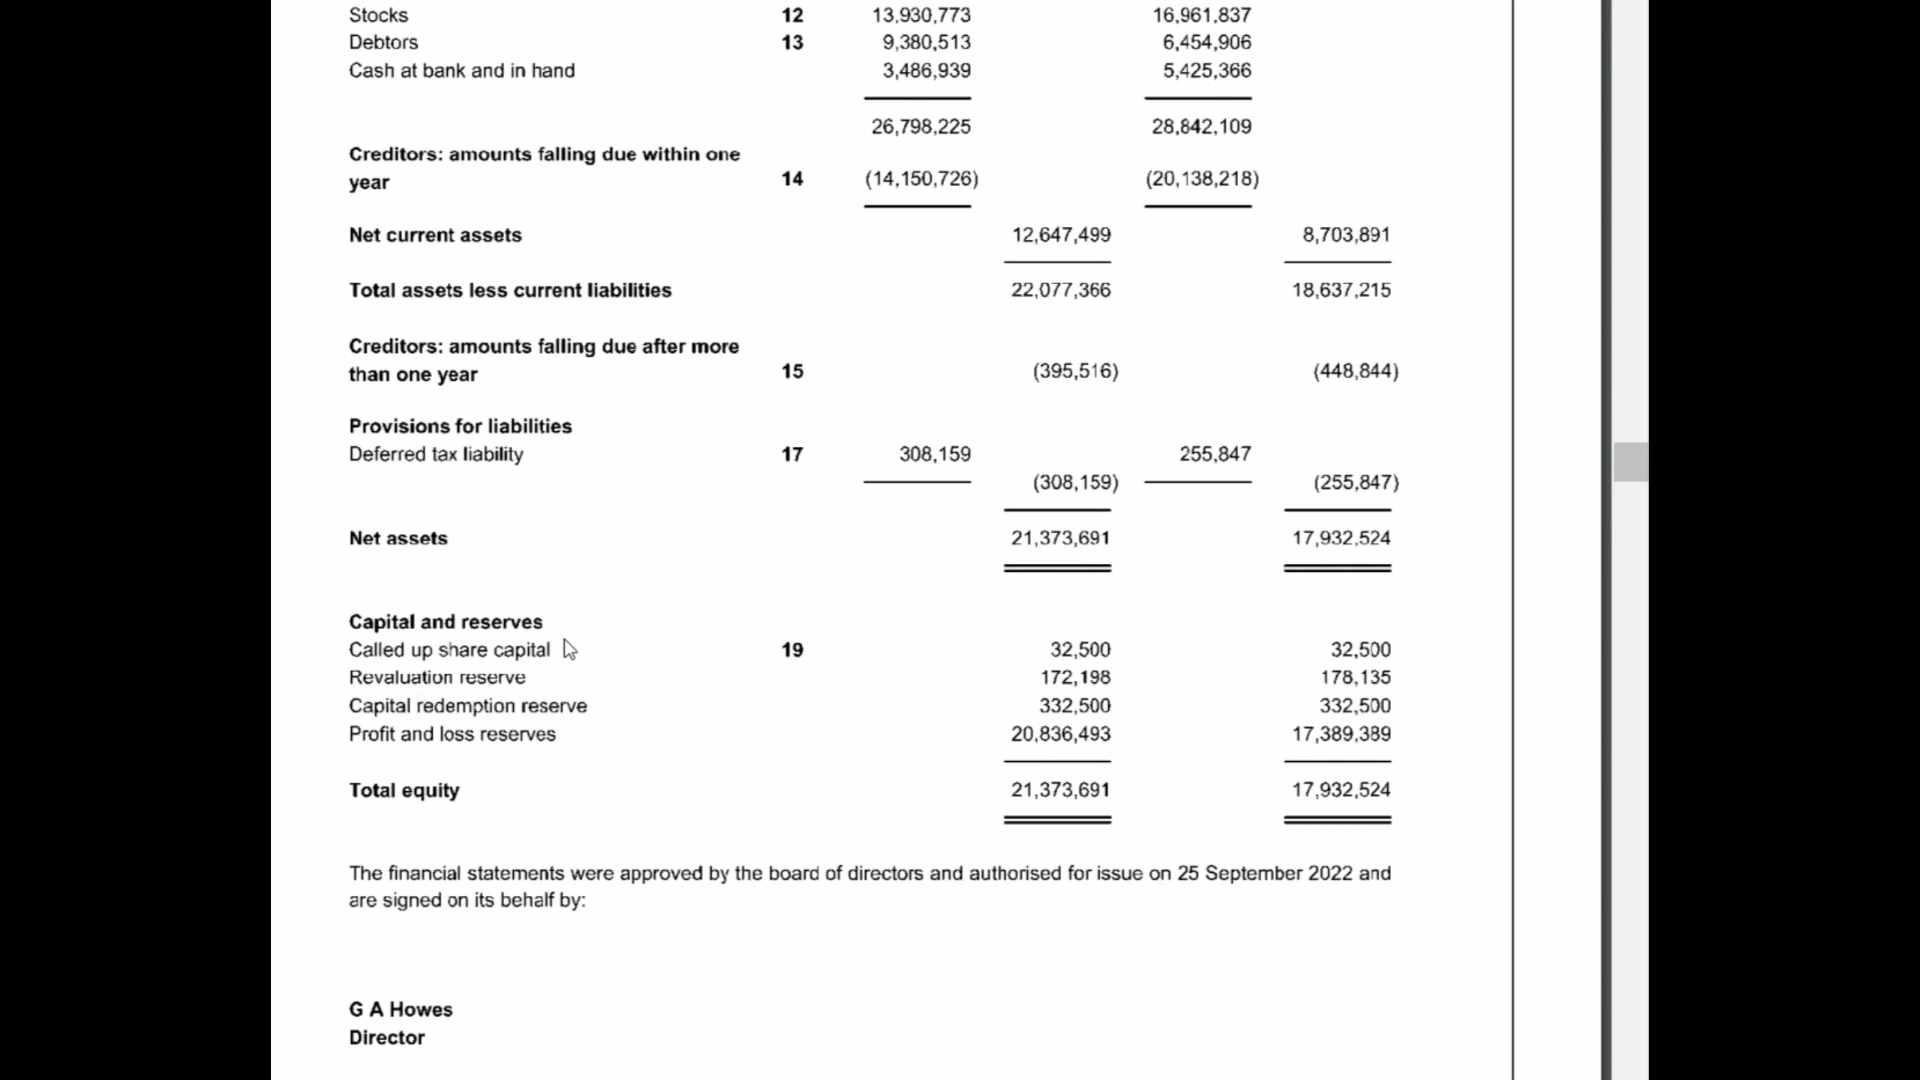 Stocks 12 13,930,773 16,961,837
Debtors 13 9,380,513 6,454,906
Cash at bank and in hand 3,486,939 5,425,366
26,798,225 28,842,109
Creditors: amounts falling due within one
year 14 (14,150,726) (20,138,218)
Net current assets 12,647,499 8,703,891
Total assets less current liabilities 22,077,366 18,637,215
Creditors: amounts falling due after more
than one year 15 (395,516) (448,844)
Provisions for liabilities
Deferred tax liability 17 308,159 255,847
(308,159) (255,847)
Net assets 21,373,691 17,932,524
Capital and reserves
Called up share capital 19 32,500 32,500
Revaluation reserve 172,198 178,135
Capital redemption reserve 332,500 332,500
Profit and loss reserves 20,836,493 17,389,389
Total equity 21,373,691 17,932,524
The financial statements were approved by the board of directors and authorised for issue on 25 September 2022 and
are signed on its behalf by:
G A Howes
Director